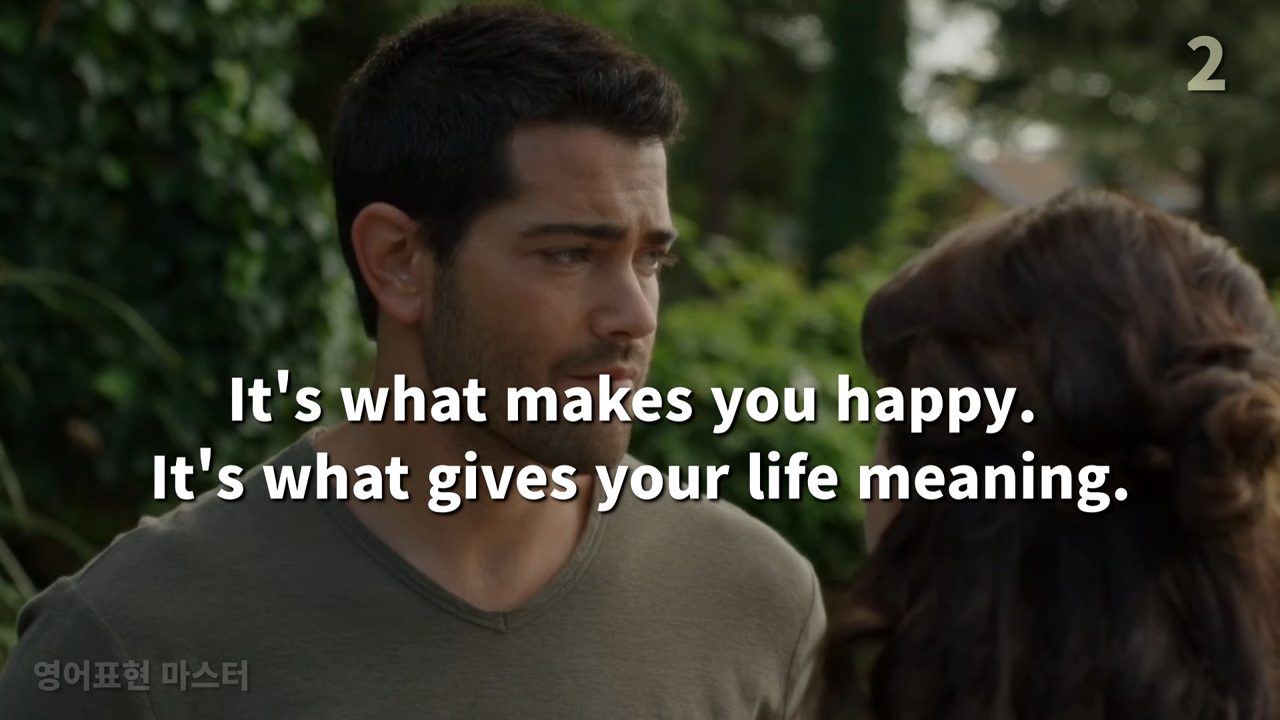 2
It's what makes you happy.
It's what gives your life meaning.
영어표현 마스터